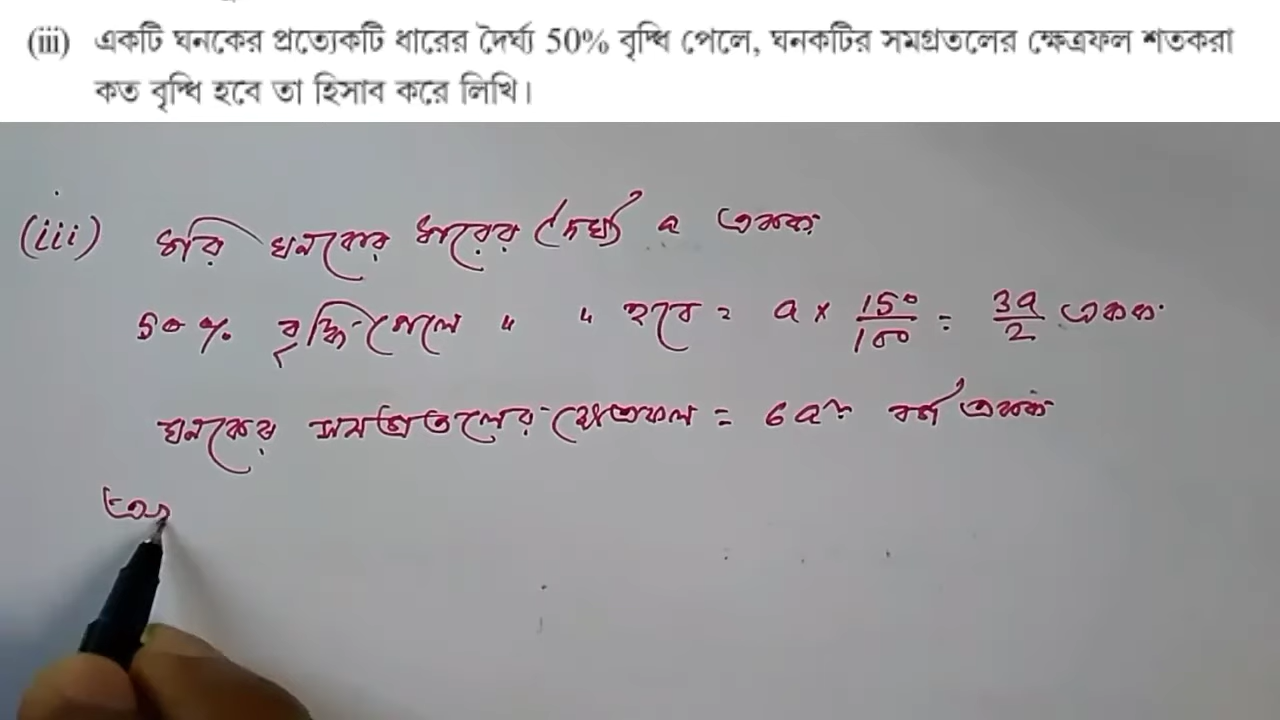 (iii) একটি ঘনকের প্রত্যেকটি ধারের দৈর্ঘ্য 50% বৃদ্ধি পেলে, ঘনকটির সমগ্রতলের ক্ষেত্রফল শতকরা
কত বৃদ্ধি হবে তা হিসাব করে লিখি।
(iii) ধরি ঘনকের ধারের দৈর্ঘ্য a একক
50% বৃদ্ধি পেলে " " হবে = a × 150/100 = 3a/2 একক
ঘনকের সমগ্রতলের ক্ষেত্রফল = 6a² বর্গ একক